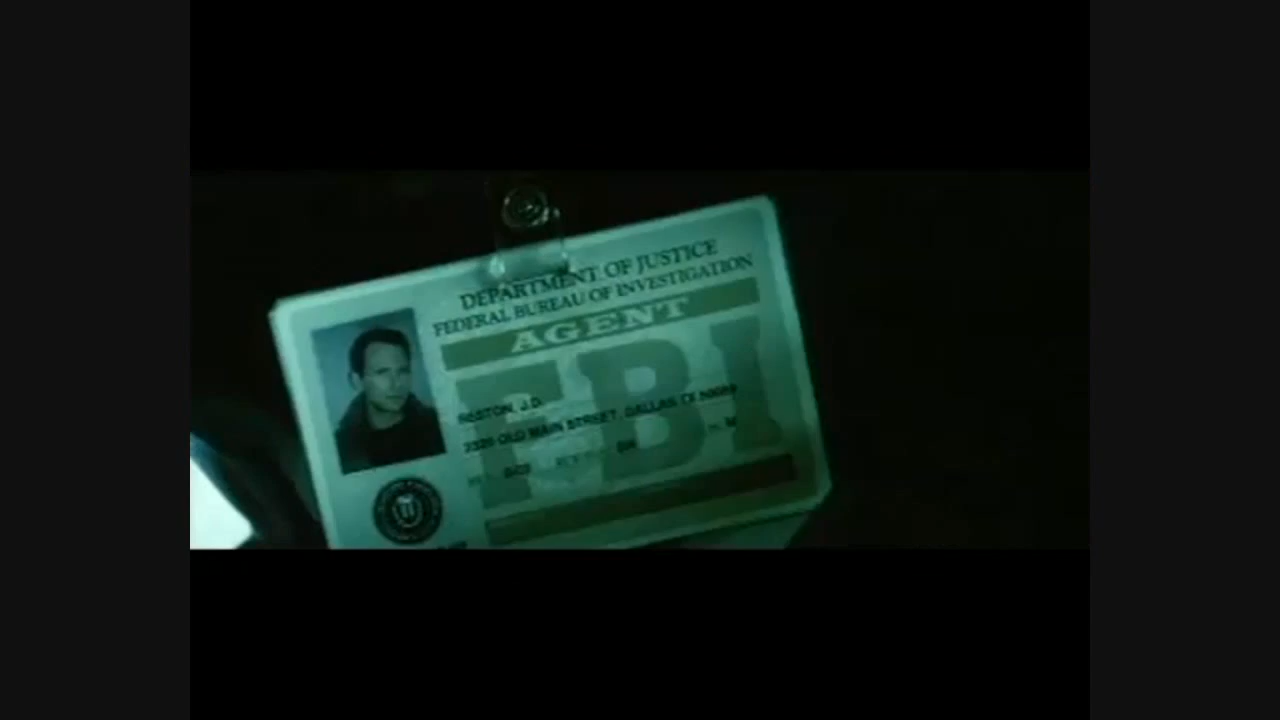 DEPARTMENT OF JUSTICE
FEDERAL BUREAU OF INVESTIGATION
AGENT
FBI
RESTON, J.D.
OLD MAIN STREET, DALLAS,